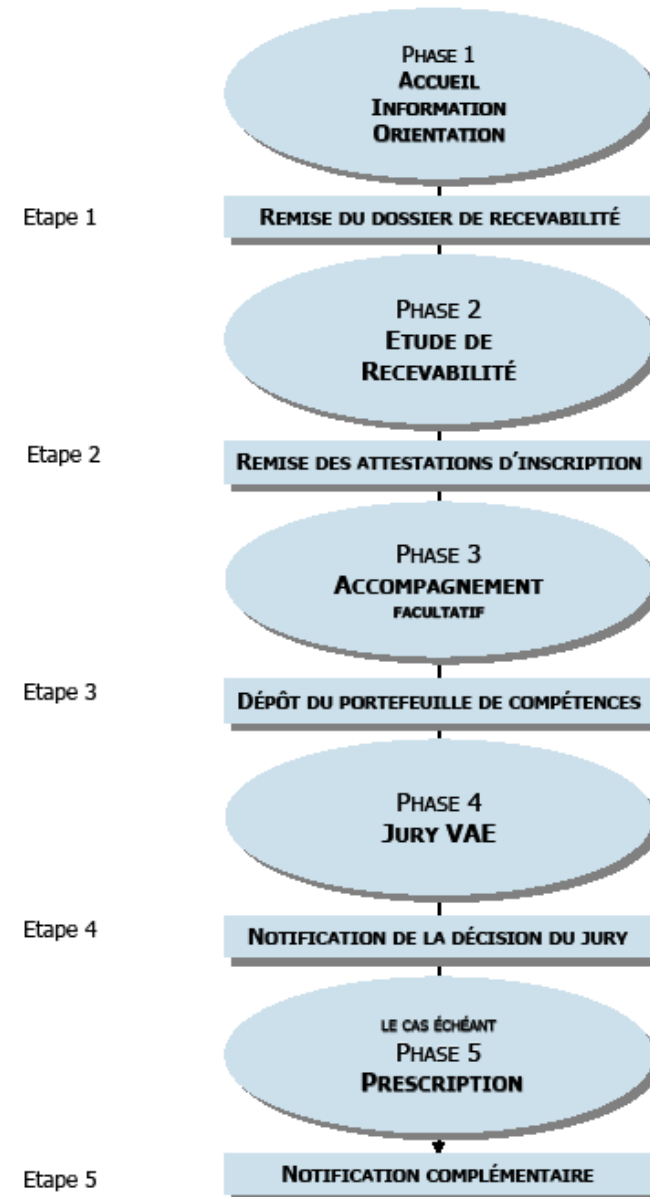 PHASE 1
ACCUEIL
INFORMATION
ORIENTATION
Etape 1
REMISE DU DOSSIER DE RECEVABILITÉ
PHASE 2
ETUDE DE
RECEVABILITÉ
Etape 2
REMISE DES ATTESTATIONS D'INSCRIPTION
PHASE 3
ACCOMPAGNEMENT
FACULTATIF
Etape 3
DÉPÔT DU PORTEFEUILLE DE COMPÉTENCES
PHASE 4
JURY VAE
Etape 4
NOTIFICATION DE LA DÉCISION DU JURY
LE CAS ÉCHÉANT
PHASE 5
PRESCRIPTION
Etape 5
NOTIFICATION COMPLÉMENTAIRE